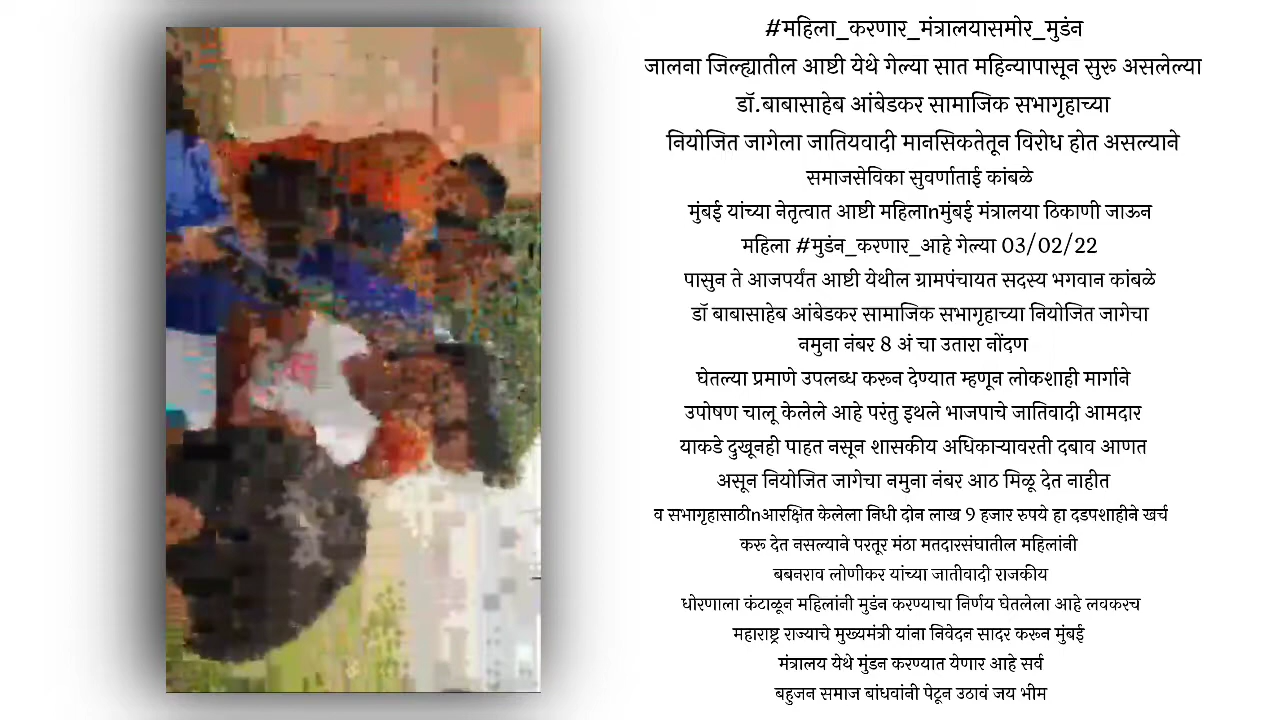 #महिला_करणार_मंत्रालयासमोर_मुडंन
जालना जिल्ह्यातील आष्टी येथे गेल्या सात महिन्यापासून सुरू असलेल्या
डॉ.बाबासाहेब आंबेडकर सामाजिक सभागृहाच्या
नियोजित जागेला जातियवादी मानसिकतेतून विरोध होत असल्याने
समाजसेविका सुवर्णाताई कांबळे
मुंबई यांच्या नेतृत्वात आष्टी महिलाnमुंबई मंत्रालया ठिकाणी जाऊन
महिला #मुडंन_करणार_आहे गेल्या 03/02/22
पासुन ते आजपर्यंत आष्टी येथील ग्रामपंचायत सदस्य भगवान कांबळे
डॉ बाबासाहेब आंबेडकर सामाजिक सभागृहाच्या नियोजित जागेचा
नमुना नंबर 8 अं चा उतारा नोंदण
घेतल्या प्रमाणे उपलब्ध करून देण्यात म्हणून लोकशाही मार्गाने
उपोषण चालू केलेले आहे परंतु इथले भाजपाचे जातिवादी आमदार
याकडे दुखूनही पाहत नसून शासकीय अधिकाऱ्यावरती दबाव आणत
असून नियोजित जागेचा नमुना नंबर आठ मिळू देत नाहीत
व सभागृहासाठीnआरक्षित केलेला निधी दोन लाख 9 हजार रुपये हा दडपशाहीने खर्च
करू देत नसल्याने परतूर मंठा मतदारसंघातील महिलांनी
बबनराव लोणीकर यांच्या जातीवादी राजकीय
धोरणाला कंटाळून महिलांनी मुडंन करण्याचा निर्णय घेतलेला आहे लवकरच
महाराष्ट्र राज्याचे मुख्यमंत्री यांना निवेदन सादर करून मुंबई
मंत्रालय येथे मुंडन करण्यात येणार आहे सर्व
बहुजन समाज बांधवांनी पेटून उठावं जय भीम